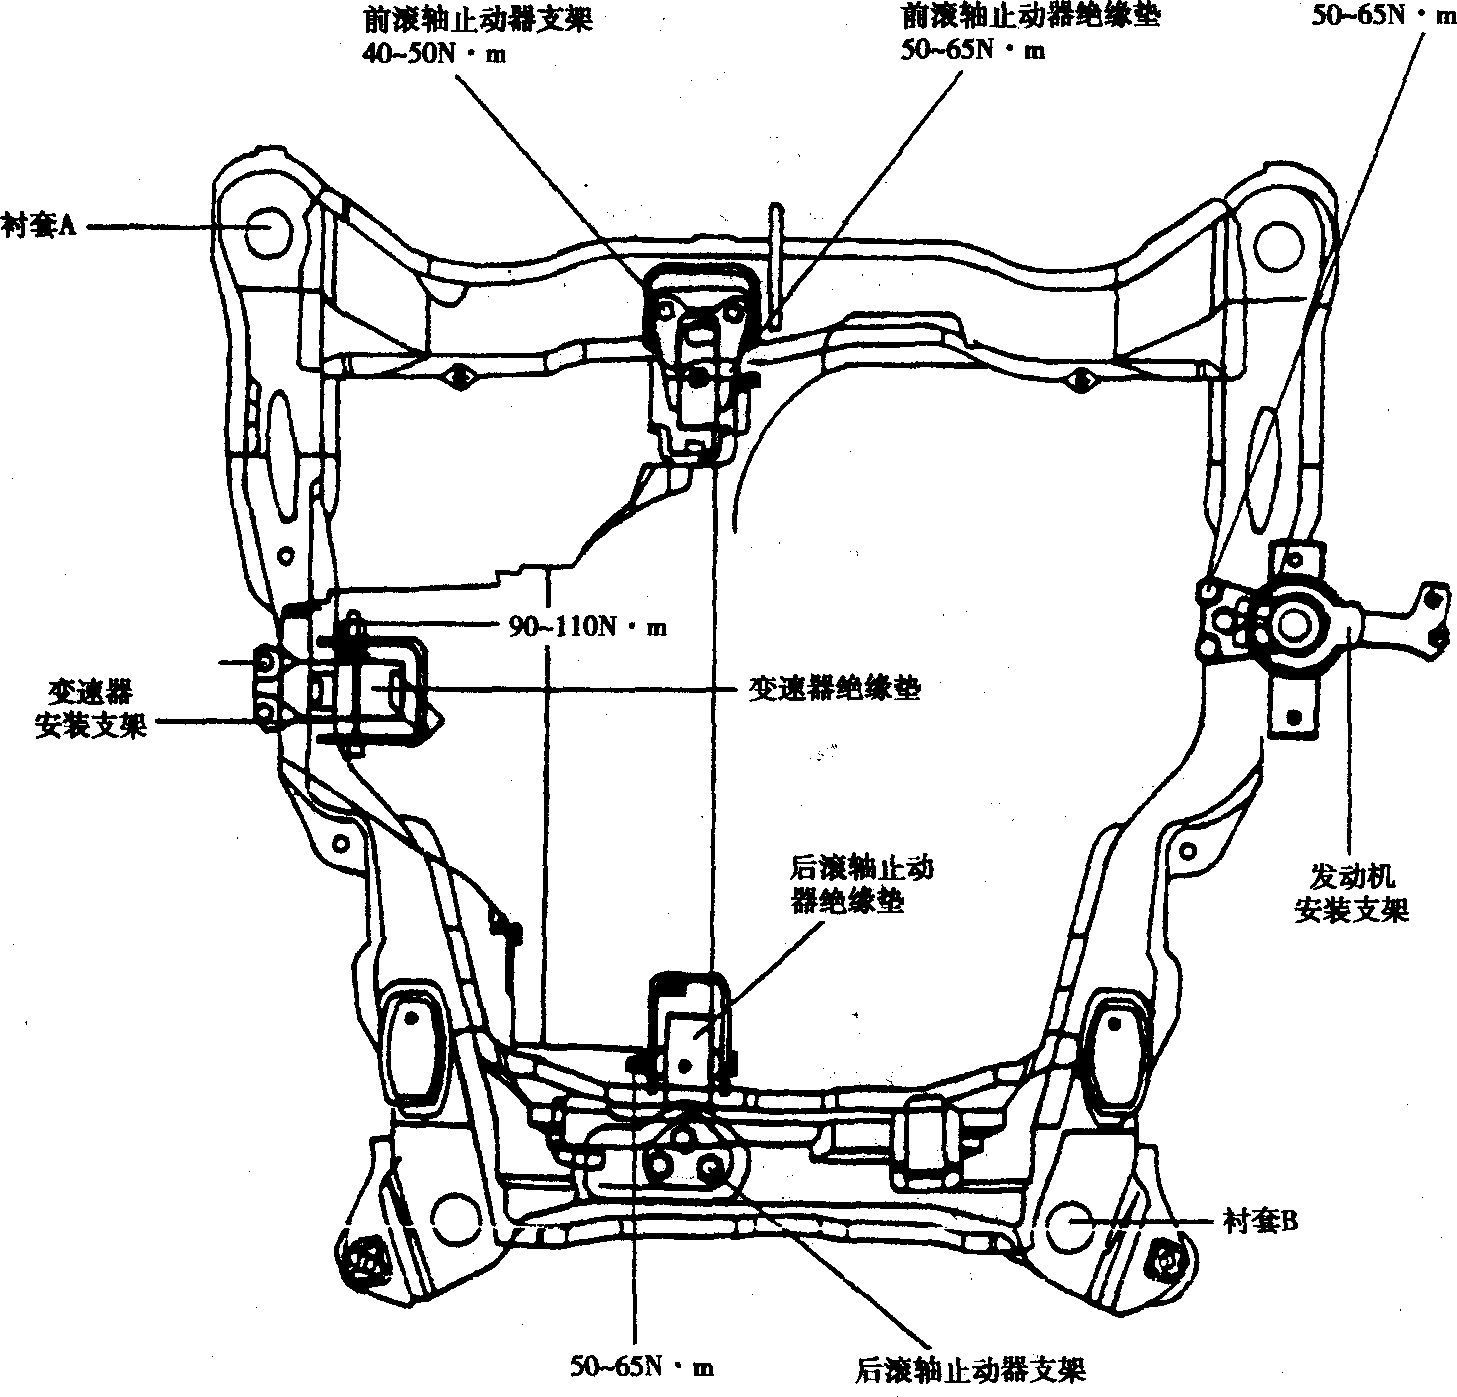 前滚轴止动器支架
40~50N·m
前滚轴止动器绝缘垫
50~65N·m
50~65N·m
衬套A
90~110N·m
变速器
安装支架
变速器绝缘垫
后滚轴止动
器绝缘垫
发动机
安装支架
衬套B
50~65N·m
后滚轴止动器支架